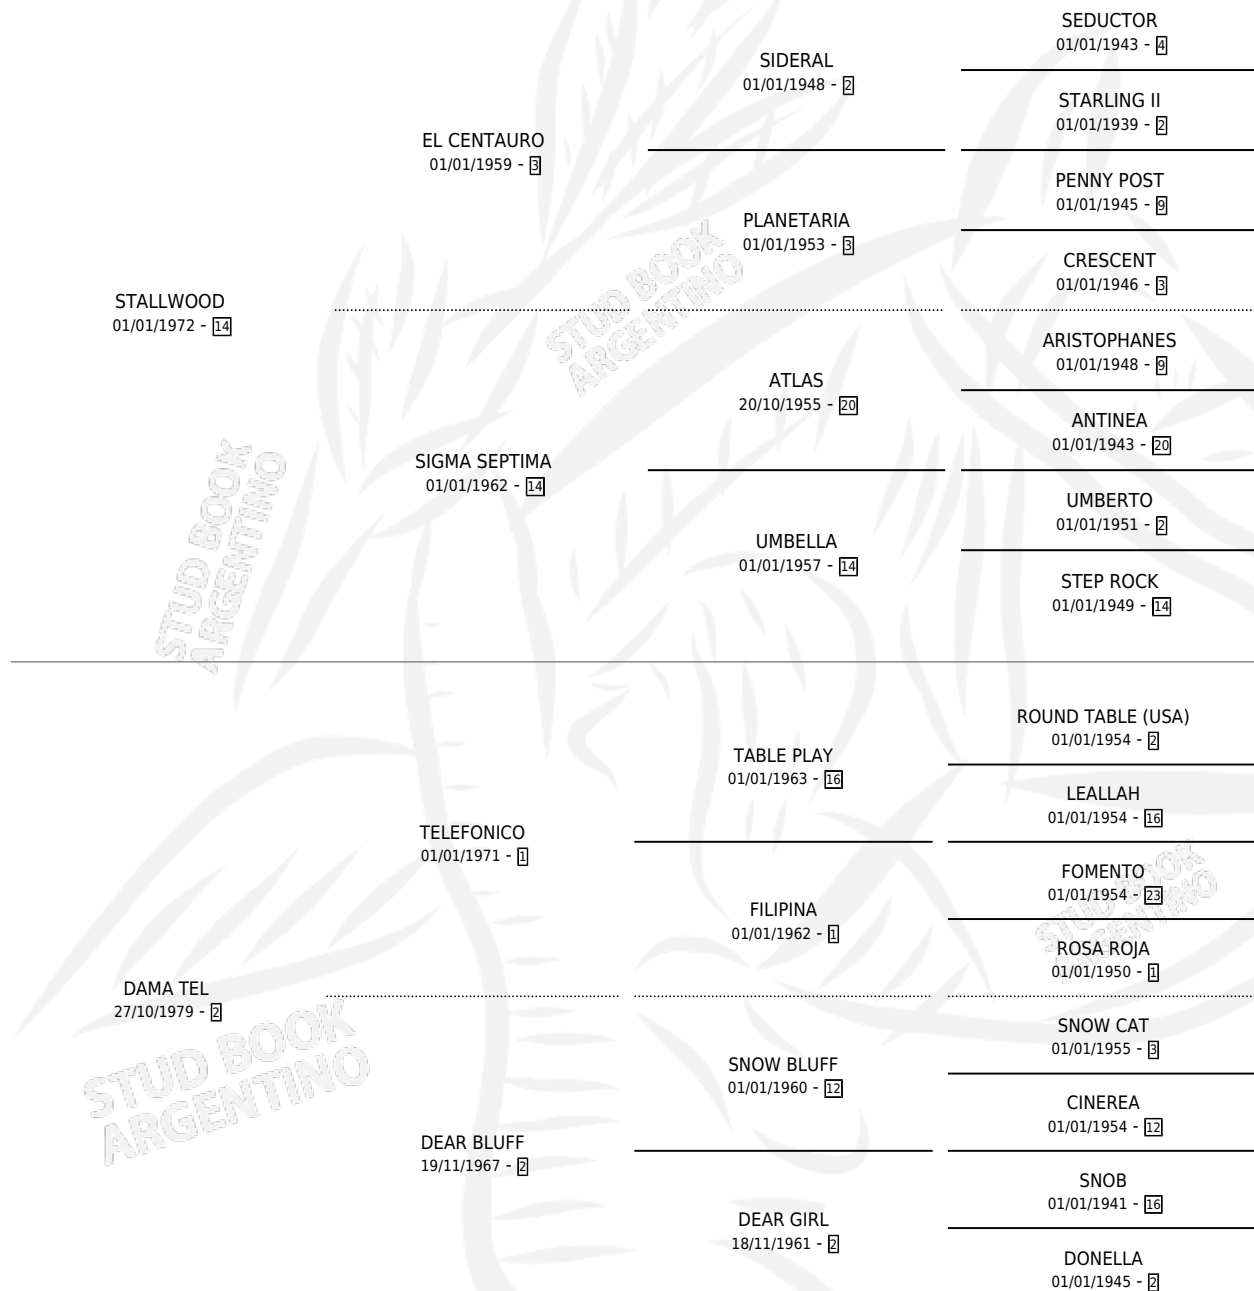 SEDUCTOR
01/01/1943 - 4
SIDERAL
01/01/1948 - 2
STARLING II
01/01/1939 - 2
EL CENTAURO
01/01/1959 - 3
PENNY POST
01/01/1945 - 9
PLANETARIA
01/01/1953 - 3
CRESCENT
01/01/1946 - 3
STALLWOOD
01/01/1972 - 14
ARISTOPHANES
01/01/1948 - 9
ATLAS
20/10/1955 - 20
ANTINEA
01/01/1943 - 20
SIGMA SEPTIMA
01/01/1962 - 14
UMBERTO
01/01/1951 - 2
UMBELLA
01/01/1957 - 14
STEP ROCK
01/01/1949 - 14
ROUND TABLE (USA)
01/01/1954 - 2
TABLE PLAY
01/01/1963 - 16
LEALLAH
01/01/1954 - 16
TELEFONICO
01/01/1971 - 1
FOMENTO
01/01/1954 - 23
FILIPINA
01/01/1962 - 1
ROSA ROJA
01/01/1950 - 1
DAMA TEL
27/10/1979 - 2
SNOW CAT
01/01/1955 - 3
SNOW BLUFF
01/01/1960 - 12
CINEREA
01/01/1954 - 12
DEAR BLUFF
19/11/1967 - 2
SNOB
01/01/1941 - 16
DEAR GIRL
18/11/1961 - 2
DONELLA
01/01/1945 - 2
STUD BOOK
ARGENTINO
STUD BOOK
ARGENTINO
STUD BOOK
ARGENTINO
STUD BOOK
ARGENTINO